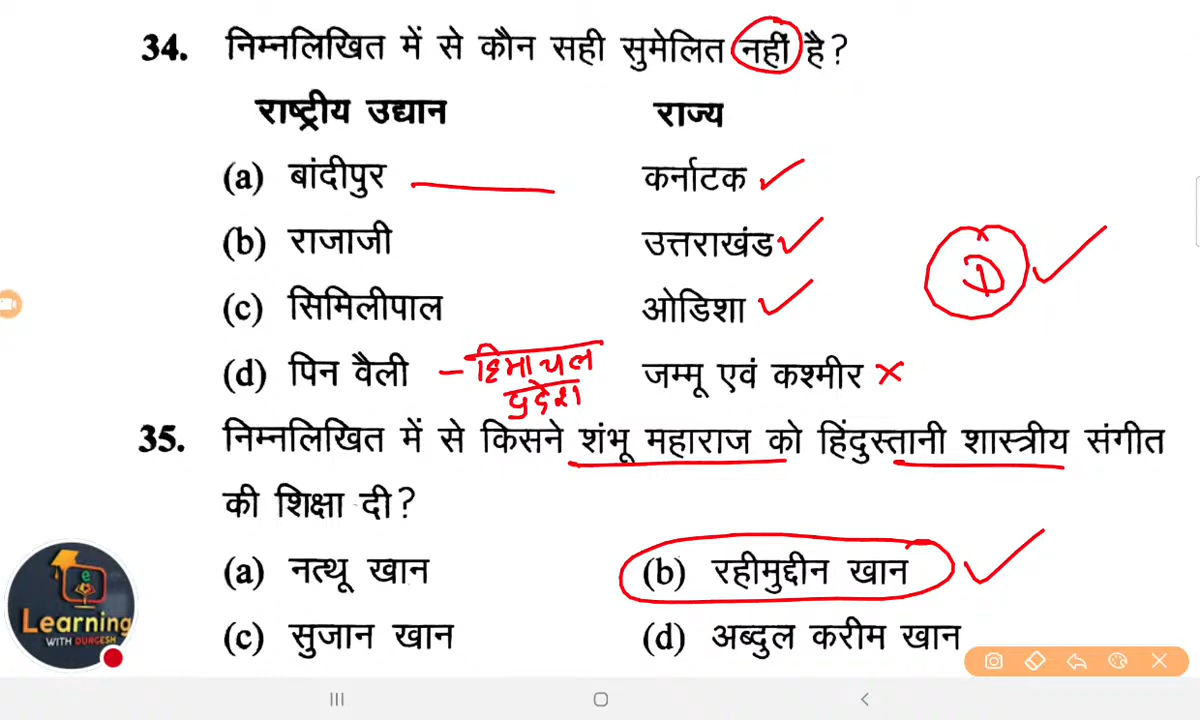 34. निम्नलिखित में से कौन सही सुमेलित नहीं है?
राष्ट्रीय उद्यान राज्य
(a) बांदीपुर कर्नाटक
(b) राजाजी उत्तराखंड
D
(c) सिमिलीपाल ओडिशा
(d) पिन वैली - हिमाचल प्रदेश जम्मू एवं कश्मीर ×
35. निम्नलिखित में से किसने शंभू महाराज को हिंदुस्तानी शास्त्रीय संगीत
की शिक्षा दी?
(a) नत्थू खान (b) रहीमुद्दीन खान
(c) सुजान खान (d) अब्दुल करीम खान
e
Learning
WITH DURGESH